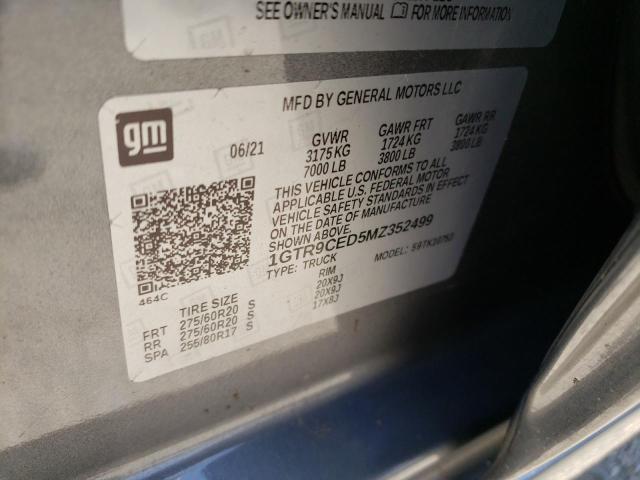 SEE OWNER'S MANUAL FOR MORE INFORMATION
MFD BY GENERAL MOTORS LLC
gm
06/21
GVWR GAWR FRT GAWR RR
3175 KG 1724 KG 1724 KG
7000 LB 3800 LB 3800 LB
THIS VEHICLE CONFORMS TO ALL
APPLICABLE U.S. FEDERAL MOTOR
VEHICLE SAFETY STANDARDS IN EFFECT
ON THE DATE OF MANUFACTURE
SHOWN ABOVE.
1GTR9CED5MZ352499
TYPE: TRUCK MODEL:
464C
TIRE SIZE RIM
FRT 275/60R20 S 20X9J
RR 275/60R20 S 20X9J
SPA 255/80R17 S 17X8J